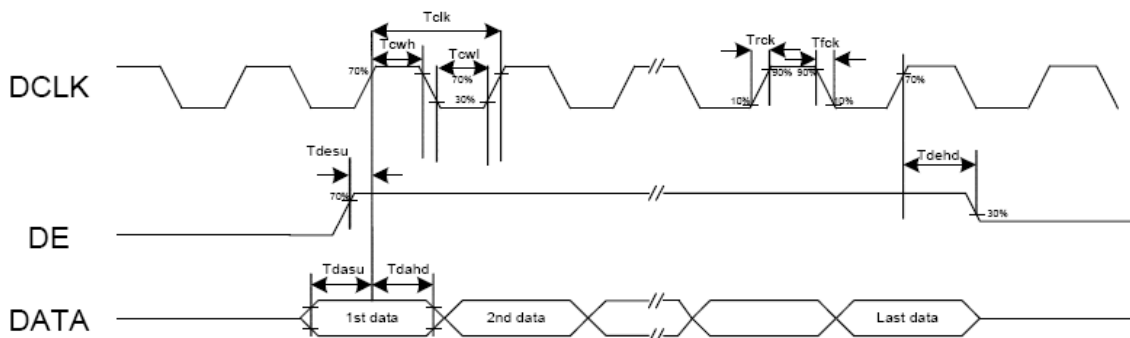 Tclk
Tcwh
Tcwl
Trck
Tfck
DCLK
70%
70%
30%
10%
90%
90%
10%
70%
Tdesu
Tdehd
70%
30%
DE
Tdasu
Tdahd
DATA
1st data
2nd data
Last data